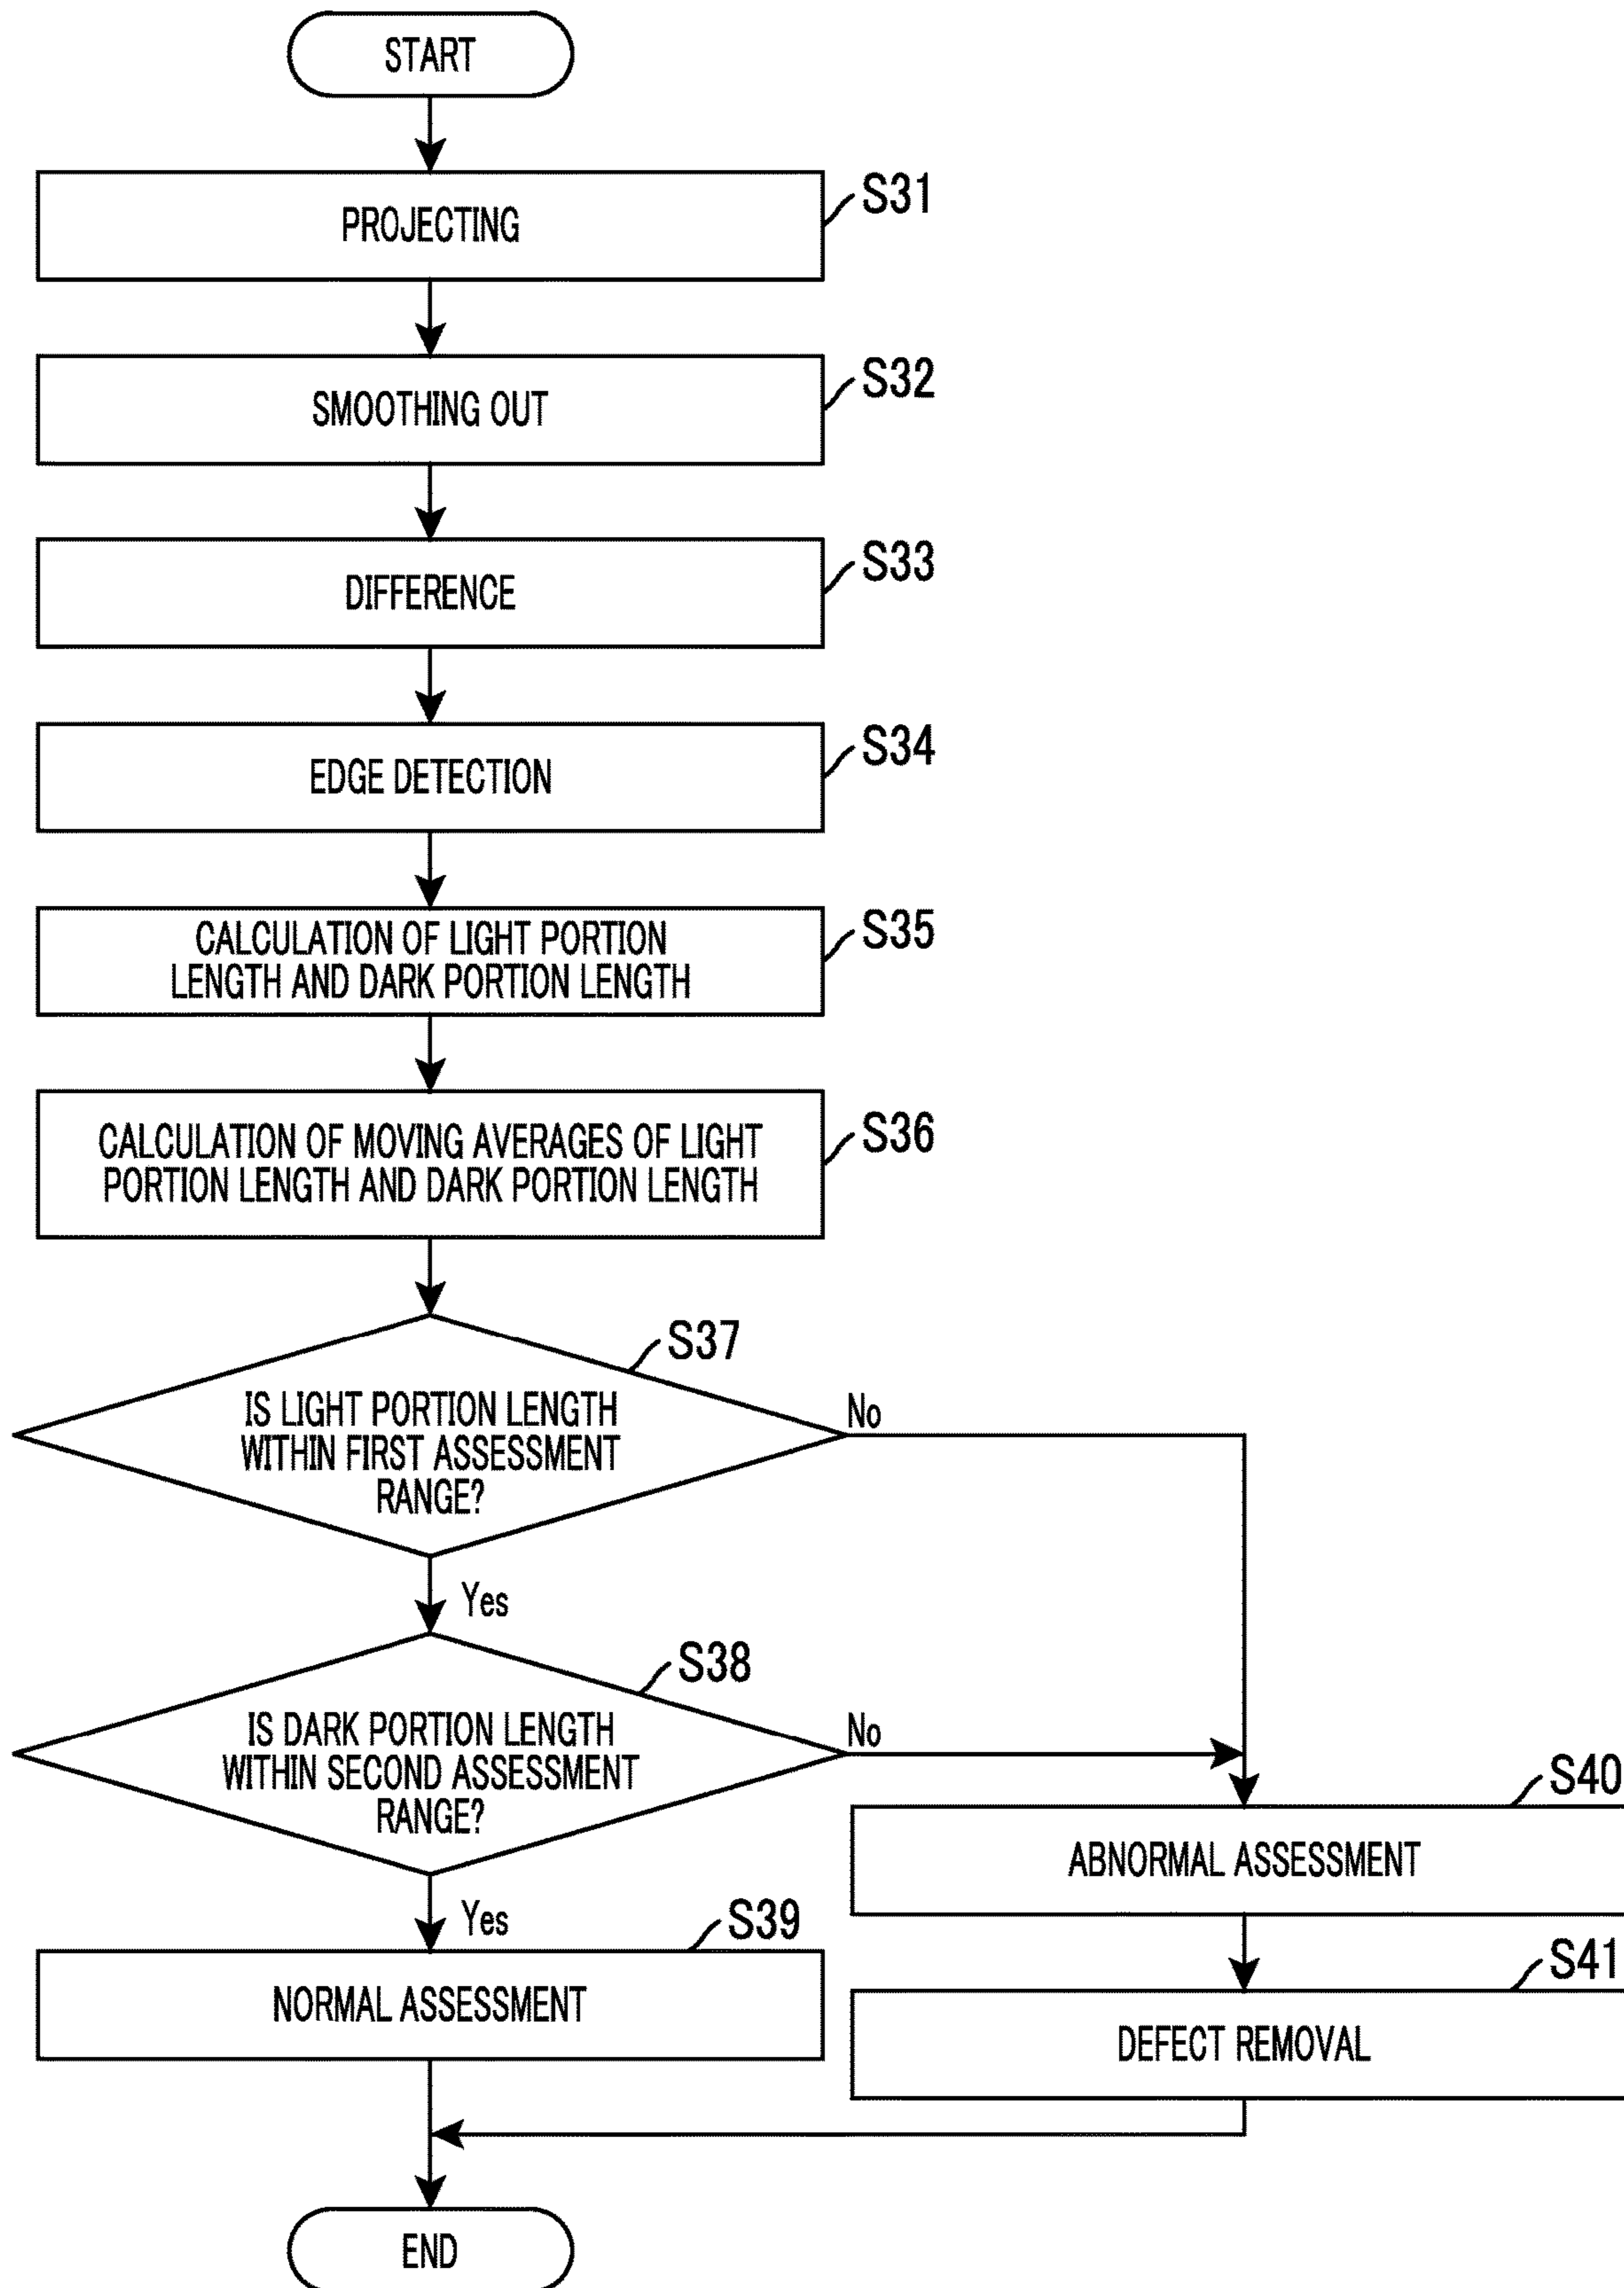 START
PROJECTING
S31
SMOOTHING OUT
S32
DIFFERENCE
S33
EDGE DETECTION
S34
CALCULATION OF LIGHT PORTION
LENGTH AND DARK PORTION LENGTH
S35
CALCULATION OF MOVING AVERAGES OF LIGHT
PORTION LENGTH AND DARK PORTION LENGTH
S36
S37
IS LIGHT PORTION LENGTH
WITHIN FIRST ASSESSMENT
RANGE?
No
Yes
S38
IS DARK PORTION LENGTH
WITHIN SECOND ASSESSMENT
RANGE?
No
Yes
S40
ABNORMAL ASSESSMENT
S39
NORMAL ASSESSMENT
S41
DEFECT REMOVAL
END